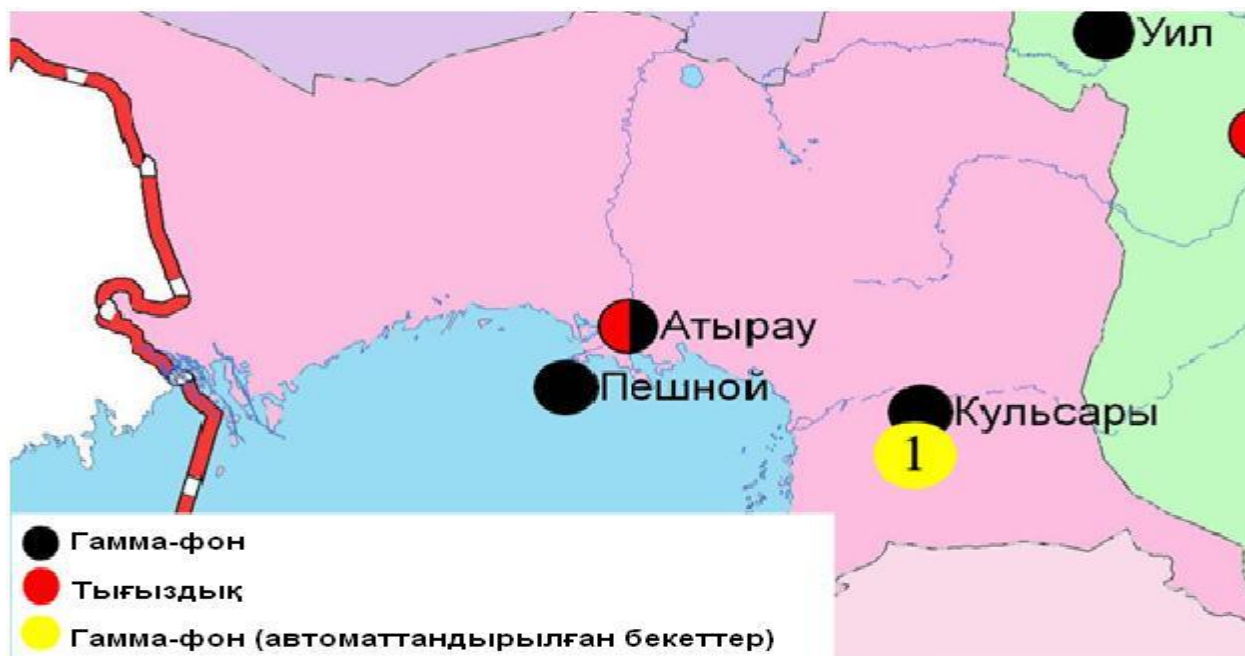 Уил
Атырау
Пешной
Кульсары
1
Гамма-фон
Тығыздық
Гамма-фон (автоматтандырылған бекеттер)